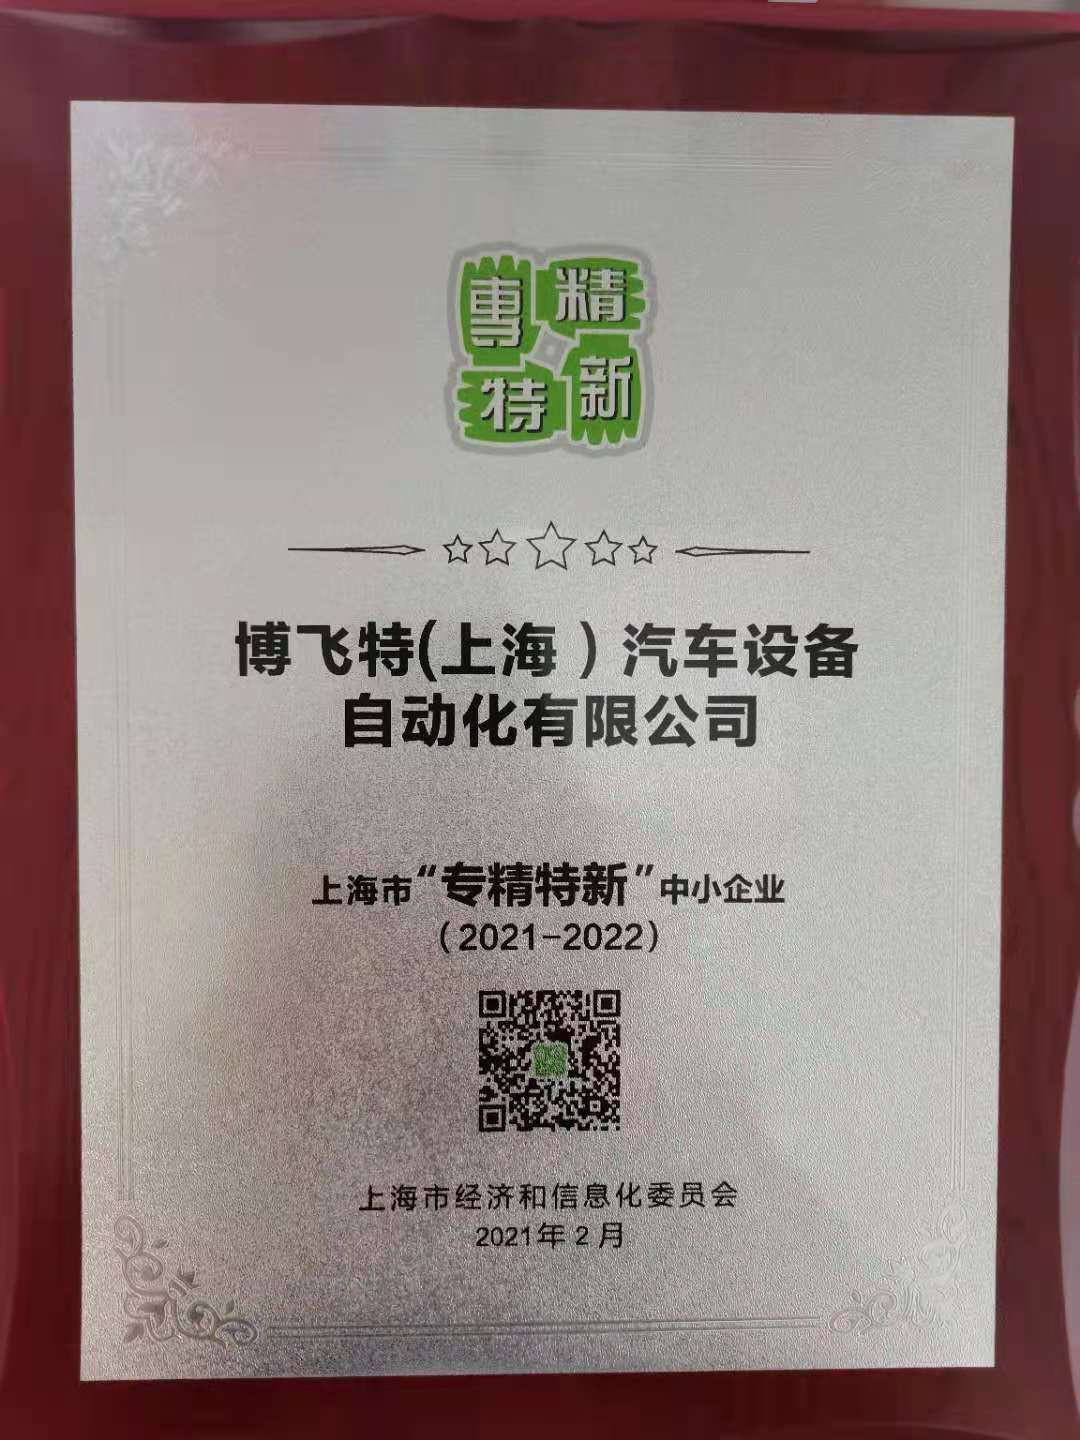 專精
特新
博飞特(上海）汽车设备
自动化有限公司
上海市“专精特新”中小企业
（2021-2022）
上海市经济和信息化委员会
2021年2月